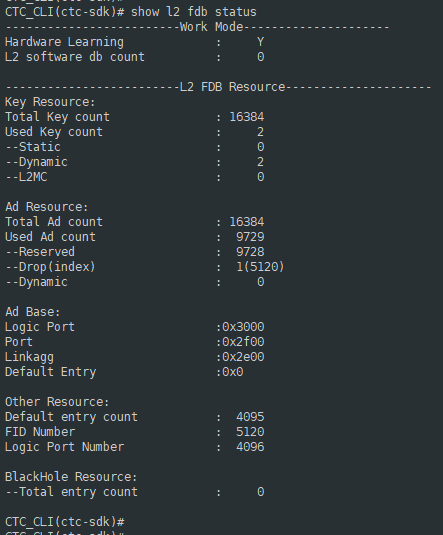 CTC_CLI(ctc-sdk)# show l2 fdb status
-------------------------Work Mode---------------------
Hardware Learning             :     Y
L2 software db count          :     0

-------------------------L2 FDB Resource---------------------
Key Resource:
Total Key count               : 16384
Used Key count                :     2
--Static                      :     0
--Dynamic                     :     2
--L2MC                        :     0

Ad Resource:
Total Ad count                : 16384
Used Ad count                 :  9729
--Reserved                    :  9728
--Drop(index)                 :  1(5120)
--Dynamic                     :     0

Ad Base:
Logic Port                    :0x3000
Port                          :0x2f00
Linkagg                       :0x2e00
Default Entry                 :0x0

Other Resource:
Default entry count           :  4095
FID Number                    :  5120
Logic Port Number             :  4096

BlackHole Resource:
--Total entry count           :     0

CTC_CLI(ctc-sdk)#